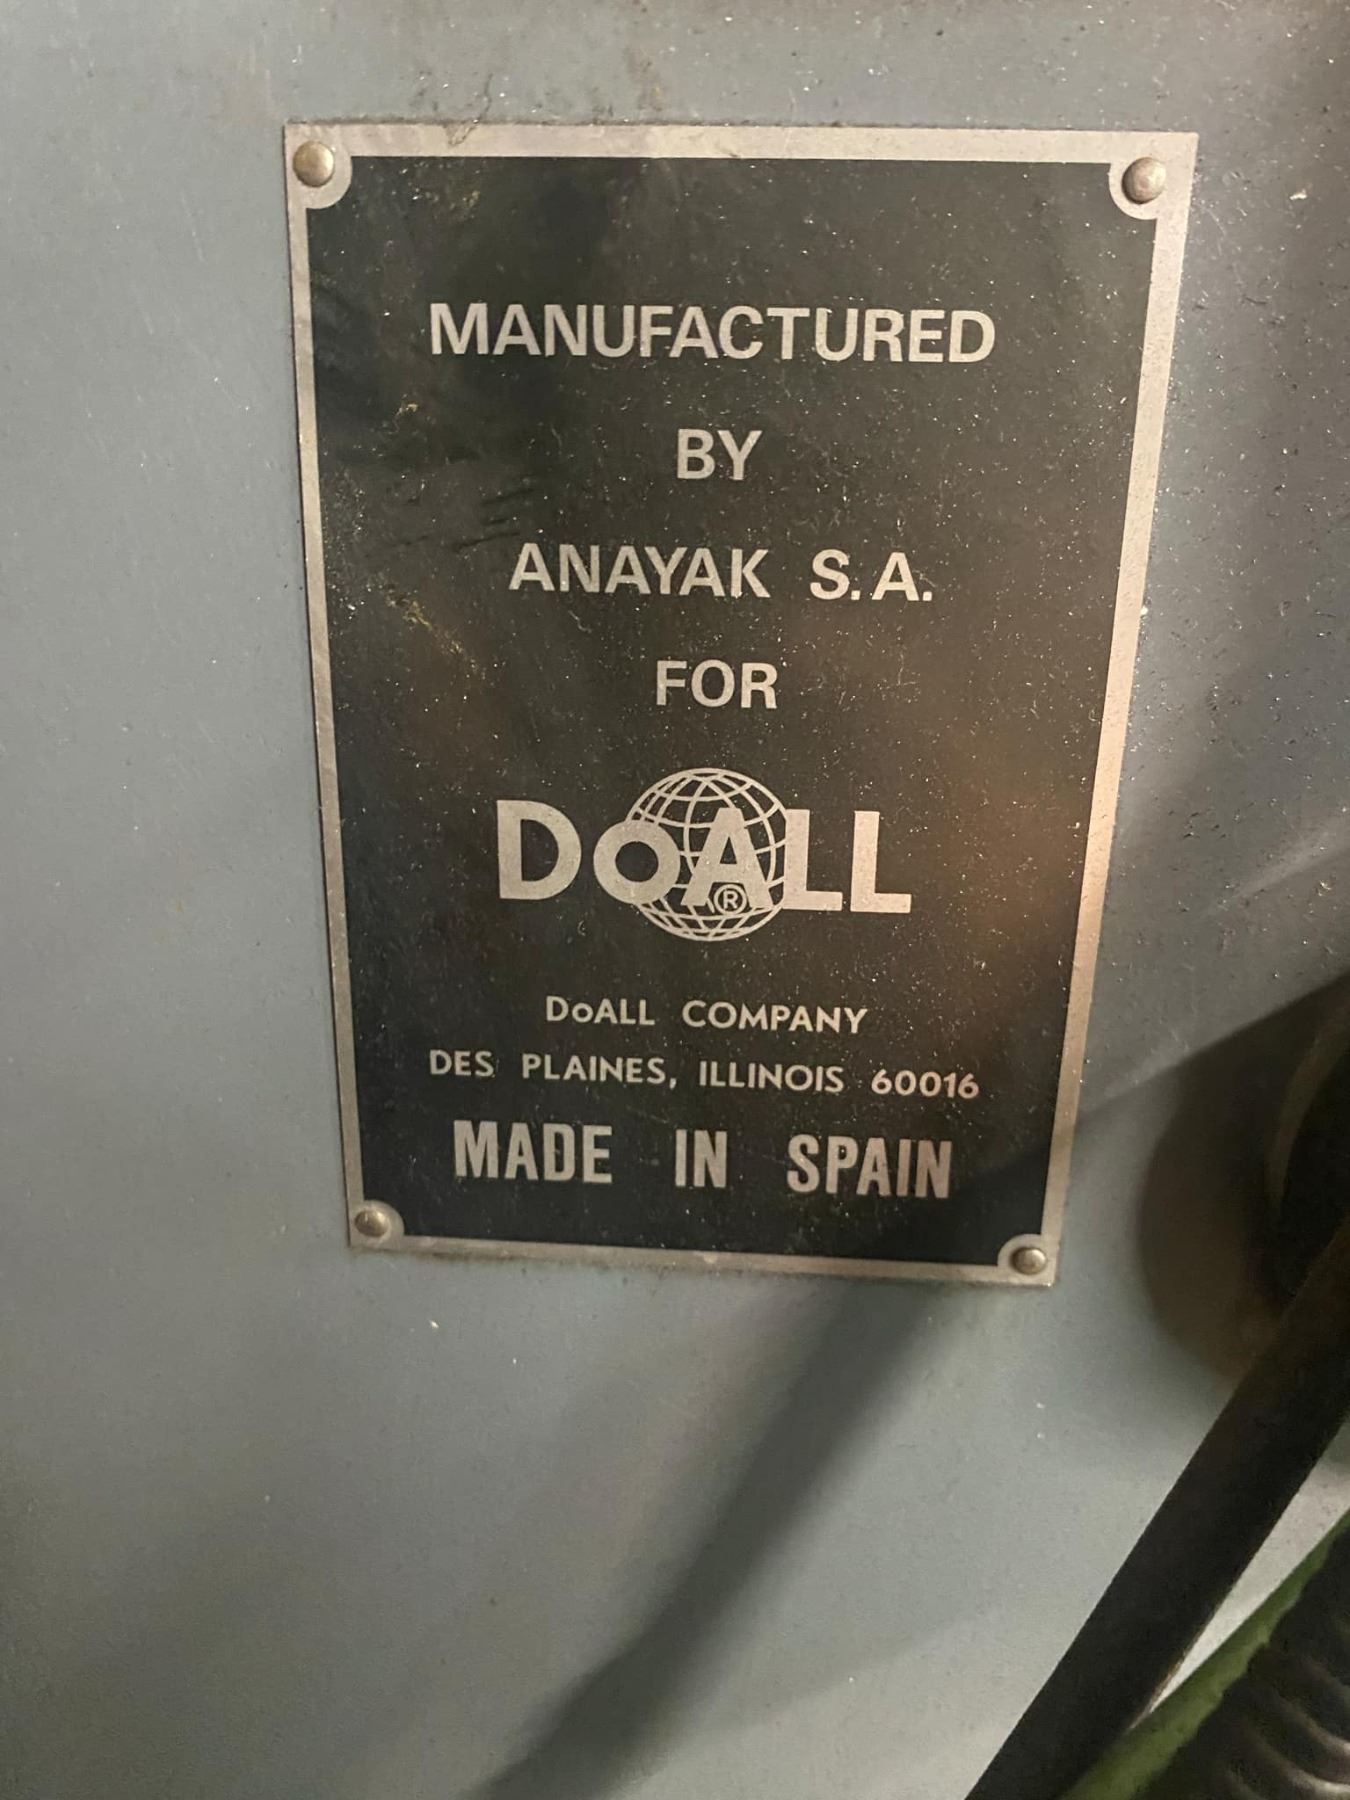 MANUFACTURED
BY
ANAYAK S.A.
FOR
DoALL®
DoALL COMPANY
DES PLAINES, ILLINOIS 60016
MADE IN SPAIN